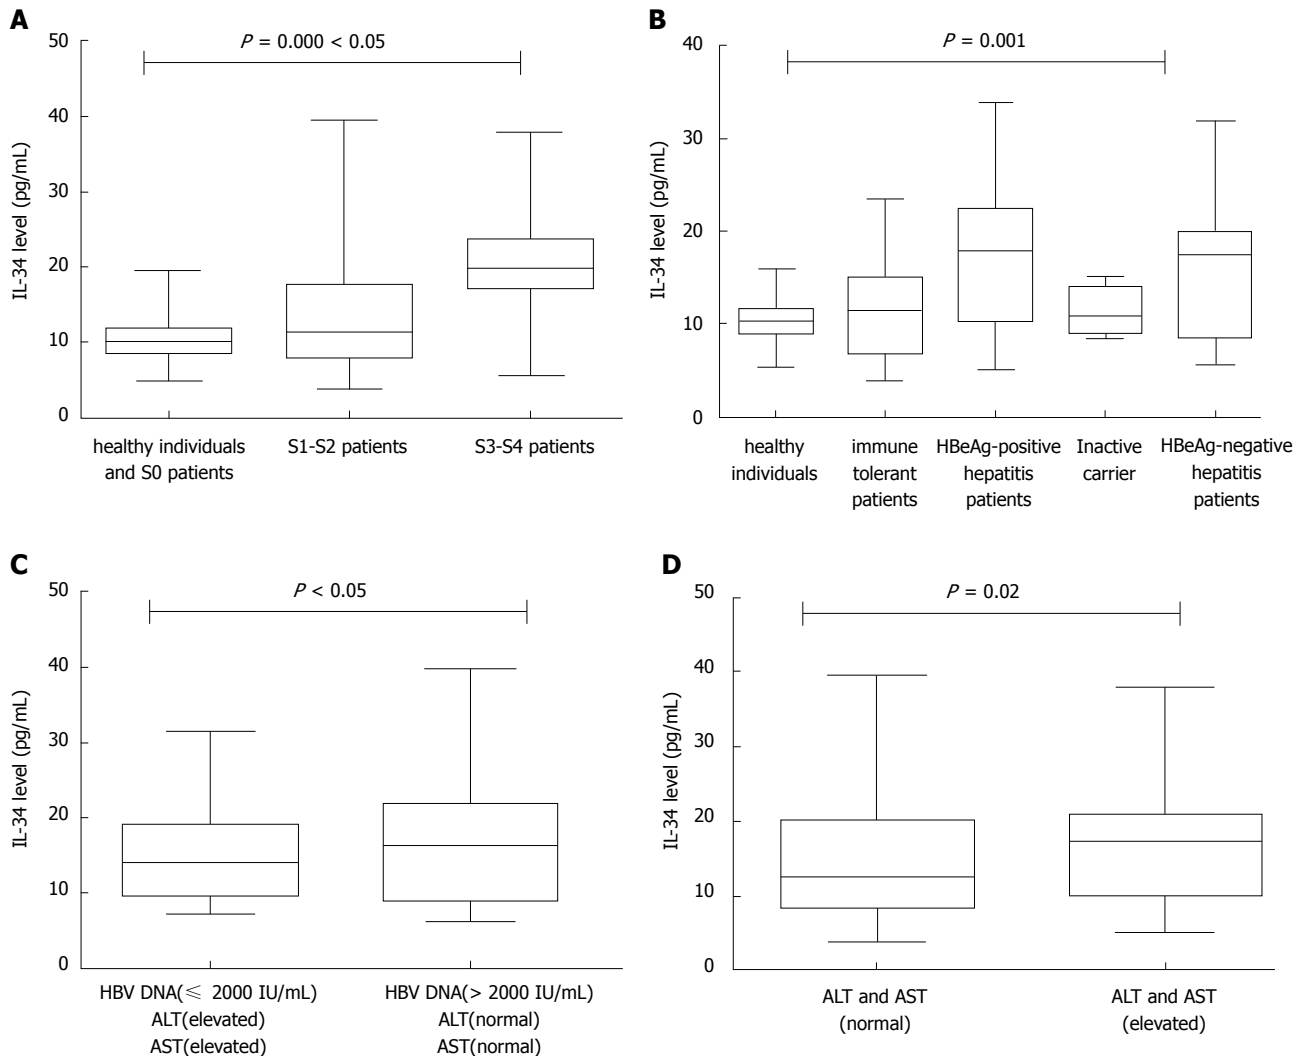 A
P = 0.000 < 0.05
IL-34 level (pg/mL)
50
40
30
20
10
0
healthy individuals
and S0 patients
S1-S2 patients
S3-S4 patients
B
P = 0.001
IL-34 level (pg/mL)
40
30
20
10
0
healthy
individuals
immune
tolerant
patients
HBeAg-positive
hepatitis
patients
Inactive
carrier
HBeAg-negative
hepatitis
patients
C
P < 0.05
IL-34 level (pg/mL)
50
40
30
20
10
0
HBV DNA(≤ 2000 IU/mL)
ALT(elevated)
AST(elevated)
HBV DNA(> 2000 IU/mL)
ALT(normal)
AST(normal)
D
P = 0.02
IL-34 level (pg/mL)
50
40
30
20
10
0
ALT and AST
(normal)
ALT and AST
(elevated)